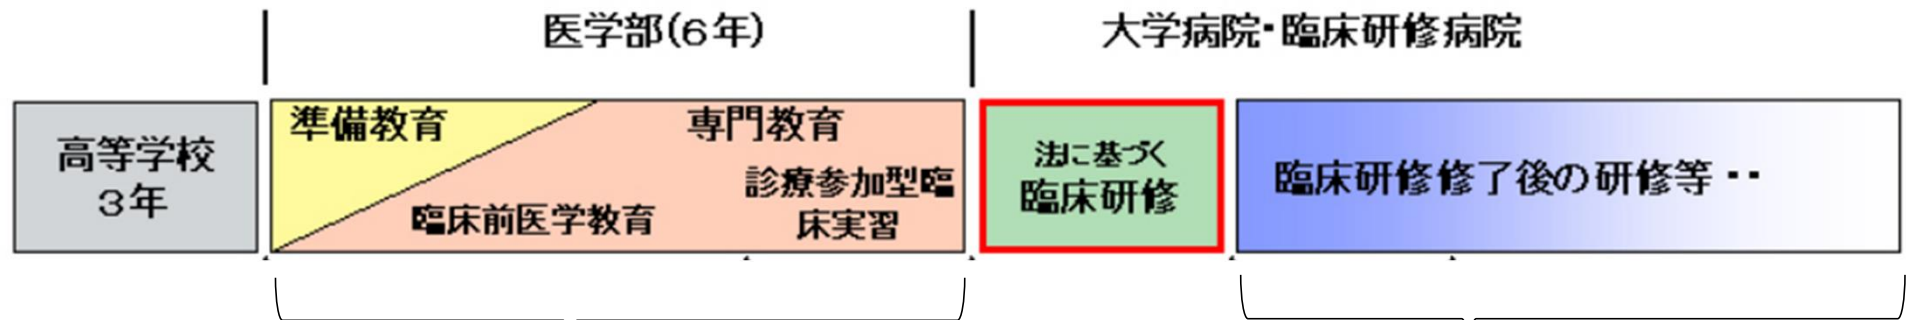 医学部(6年)
大学病院・臨床研修病院
高等学校
3年
準備教育
専門教育
臨床前医学教育
診療参加型臨
床実習
法に基づく
臨床研修
臨床研修修了後の研修等・・